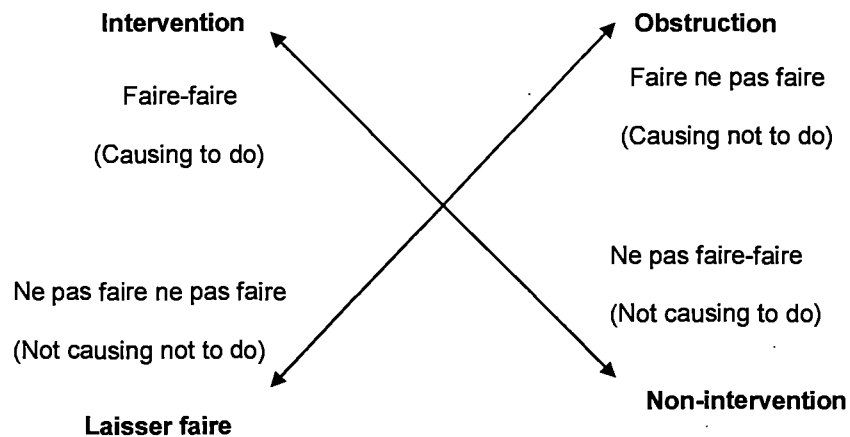 Intervention
Faire-faire
(Causing to do)
Obstruction
Faire ne pas faire
(Causing not to do)
Ne pas faire ne pas faire
(Not causing not to do)
Laisser faire
Ne pas faire-faire
(Not causing to do)
Non-intervention